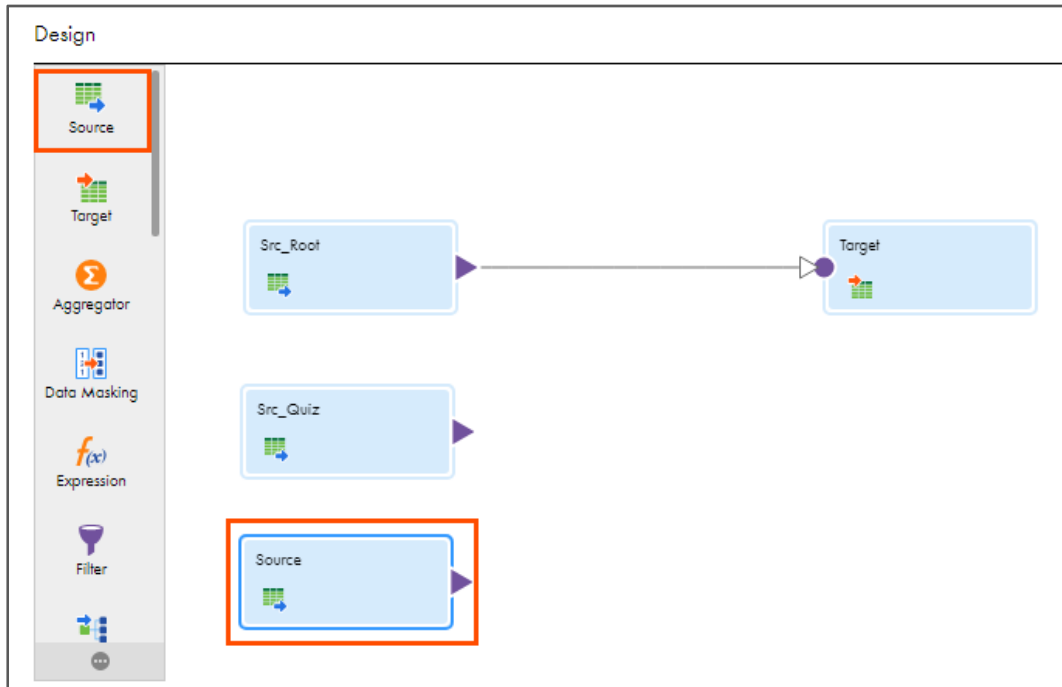 Design
Source
Target
Aggregator
Data Masking
f(x)
Expression
Filter
Src_Root
Target
Src_Quiz
Source